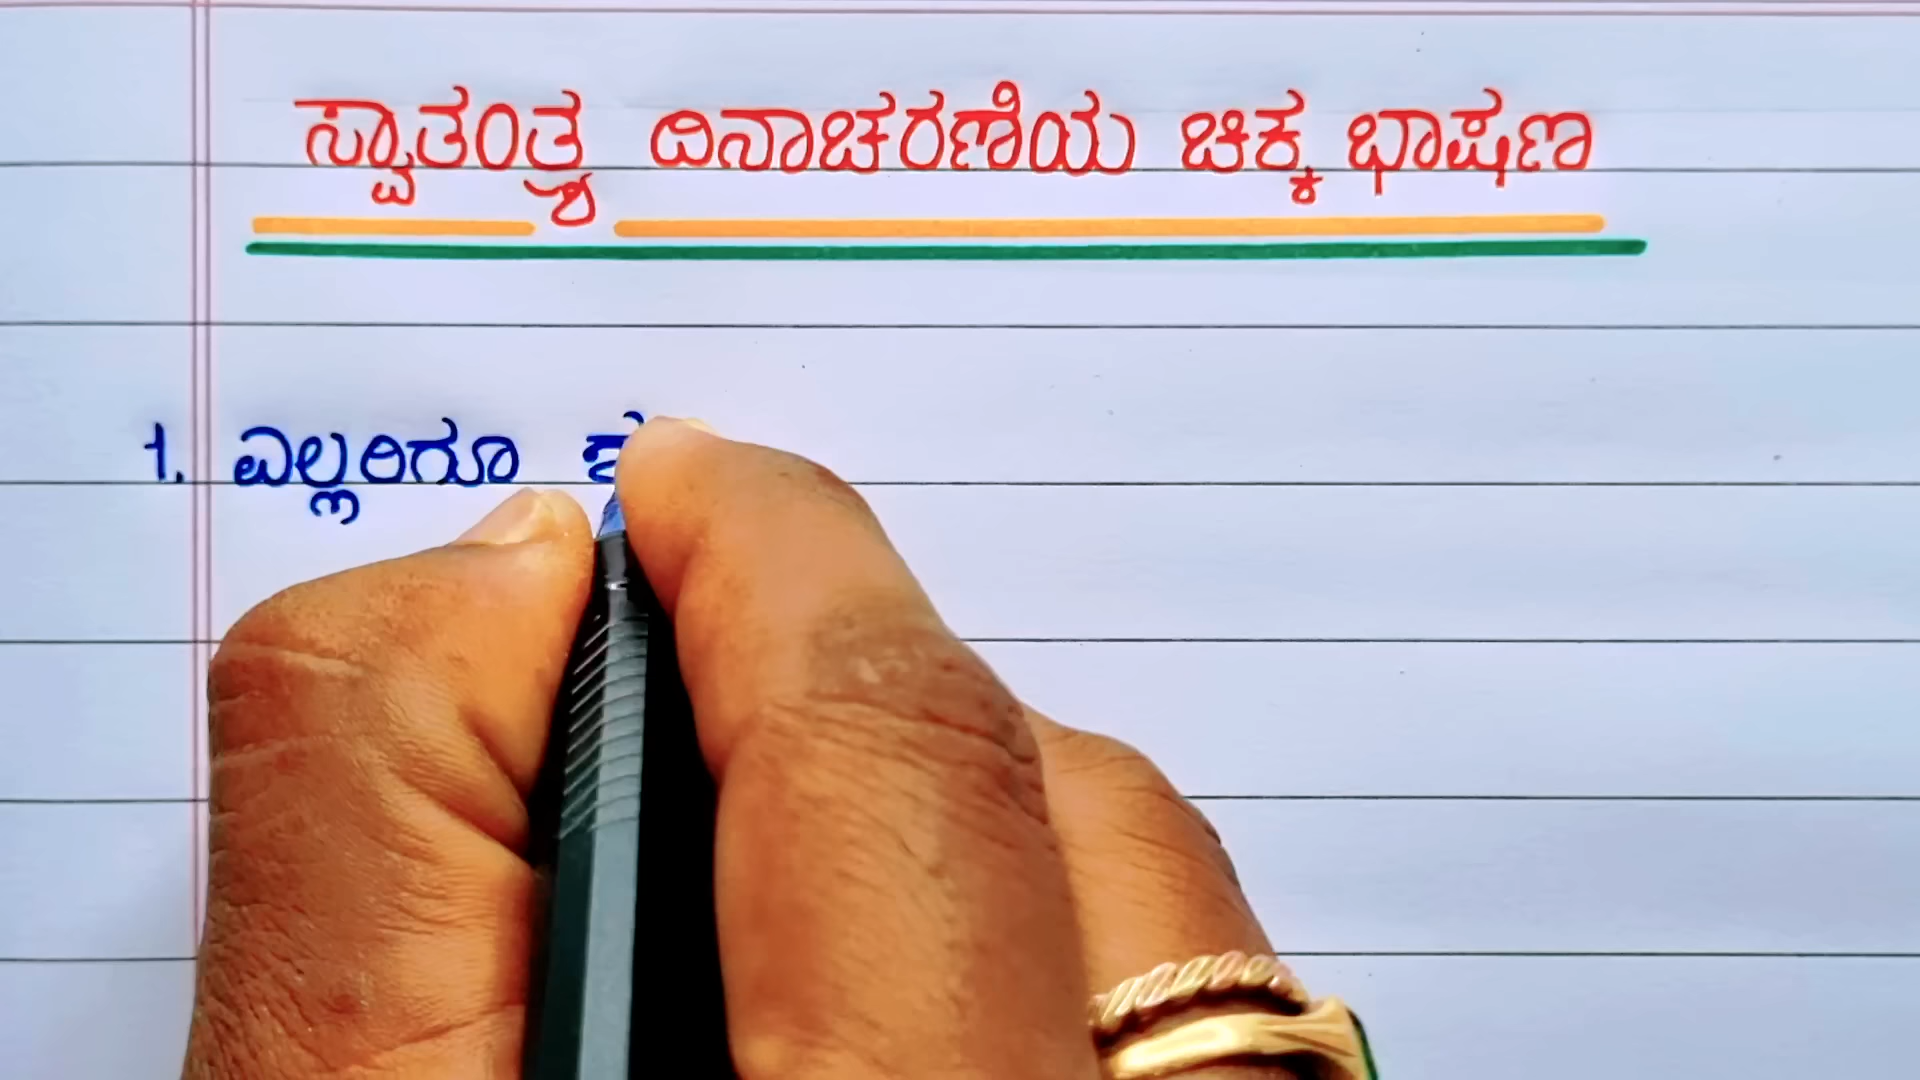 ಸ್ವಾತಂತ್ರ್ಯ ದಿನಾಚರಣೆಯ ಚಿಕ್ಕ ಭಾಷಣ
1. ಎಲ್ಲರಿಗೂ